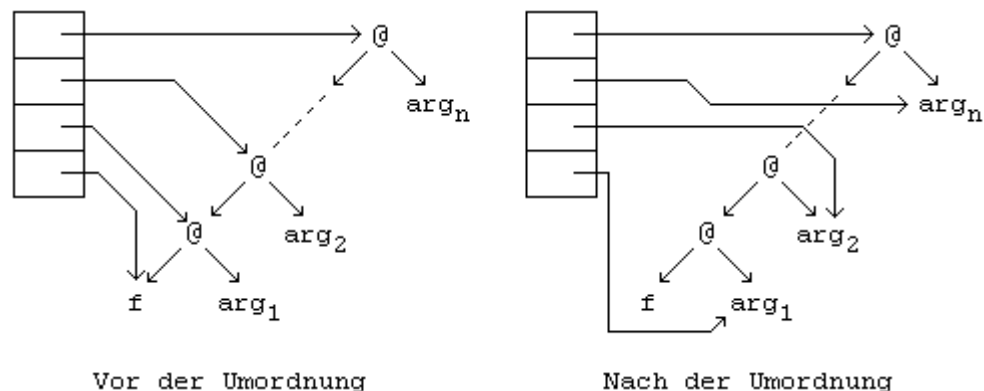 @ @
arg_n arg_n
@ @
arg_2 arg_2
@ @
f arg_1 f arg_1
Vor der Umordnung Nach der Umordnung